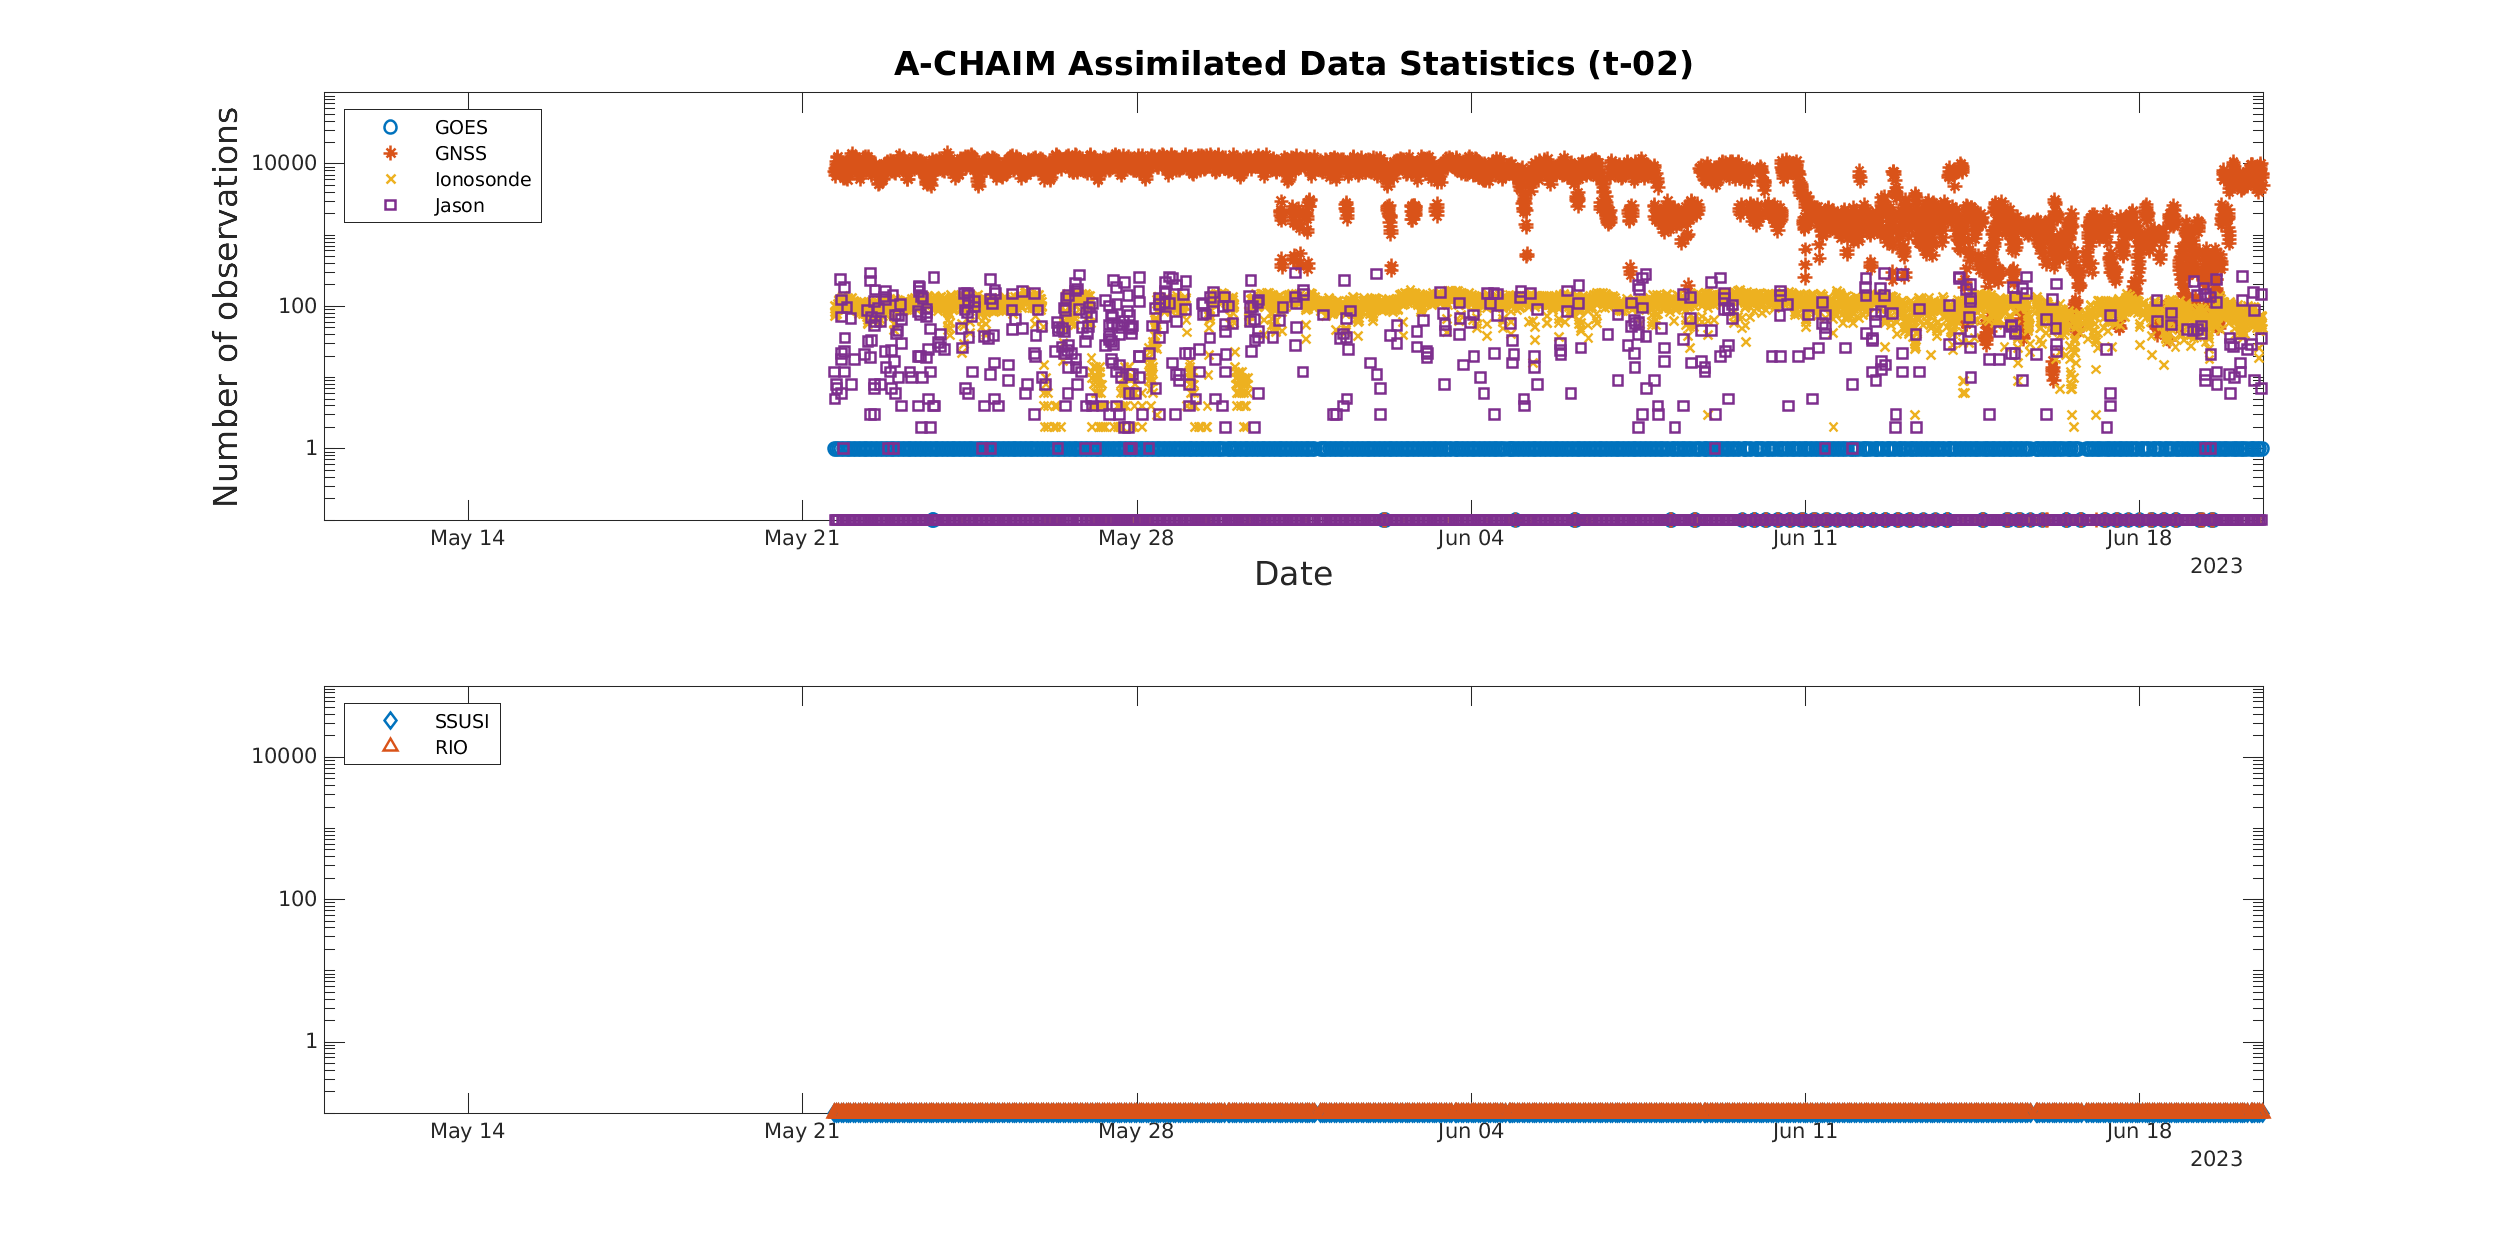 A-CHAIM Assimilated Data Statistics (t-02)
Number of observations
10000
100
1
GOES
GNSS
Ionosonde
Jason
May 14
May 21
May 28
Jun 04
Jun 11
Jun 18
2023
Date
10000
100
1
SSUSI
RIO
May 14
May 21
May 28
Jun 04
Jun 11
Jun 18
2023